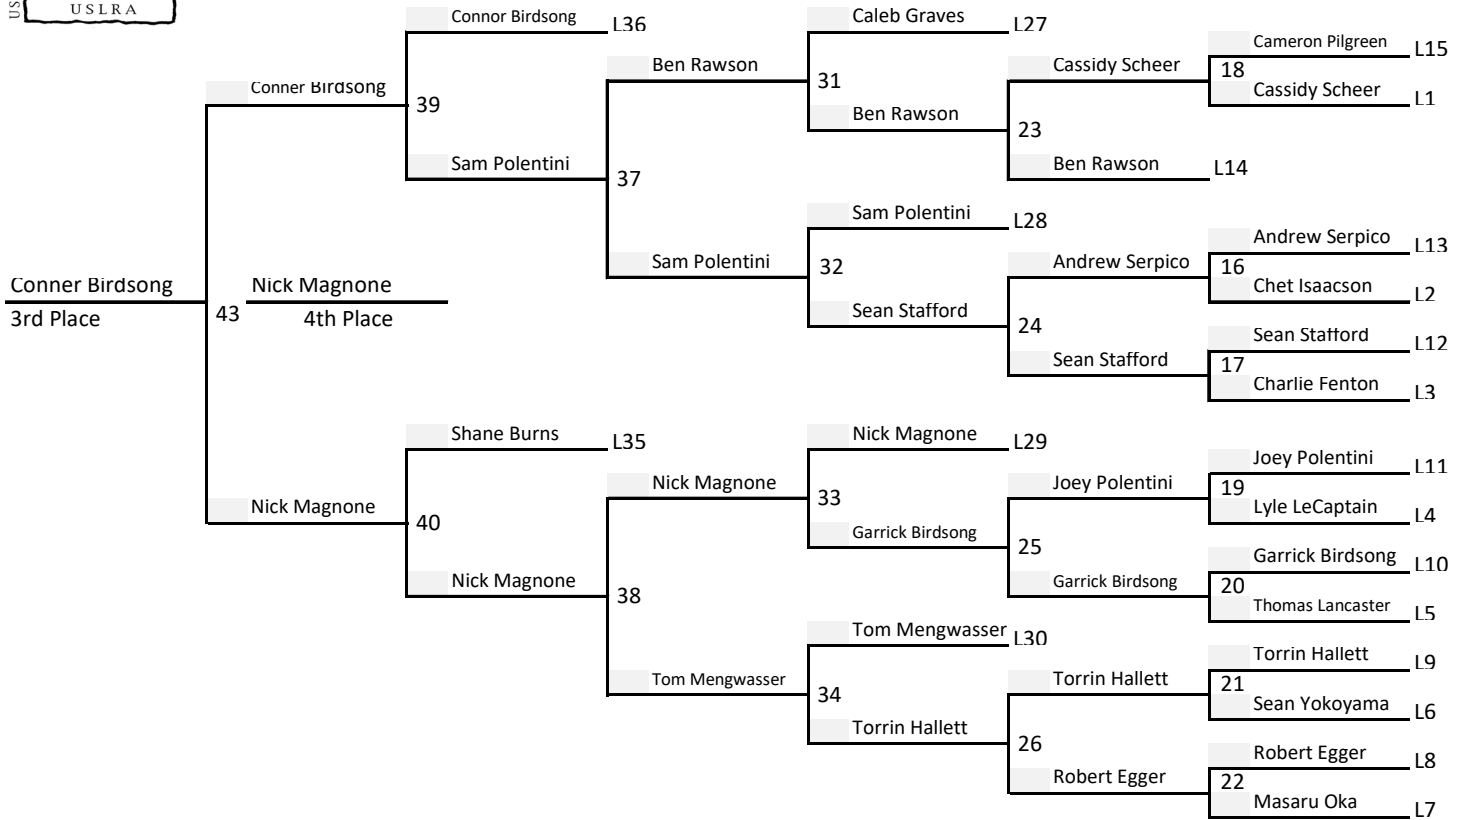 US
USLRA
Connor Birdsong
L36
Caleb Graves
L27
Cameron Pilgreen
L15
18
Cassidy Scheer
L1
Cassidy Scheer
Ben Rawson
31
Ben Rawson
23
Ben Rawson
L14
Conner Birdsong
39
Sam Polentini
37
Sam Polentini
L28
Andrew Serpico
L13
16
Chet Isaacson
L2
Andrew Serpico
Sam Polentini
32
Sean Stafford
24
Sean Stafford
L12
17
Charlie Fenton
L3
Sean Stafford
Conner Birdsong
3rd Place
43
Nick Magnone
4th Place
Shane Burns
L35
Nick Magnone
L29
Joey Polentini
L11
19
Lyle LeCaptain
L4
Joey Polentini
Nick Magnone
33
Garrick Birdsong
25
Garrick Birdsong
L10
20
Thomas Lancaster
L5
Garrick Birdsong
Nick Magnone
40
Nick Magnone
38
Tom Mengwasser
L30
Torrin Hallett
L9
21
Sean Yokoyama
L6
Torrin Hallett
Tom Mengwasser
34
Torrin Hallett
26
Robert Egger
L8
22
Masaru Oka
L7
Robert Egger